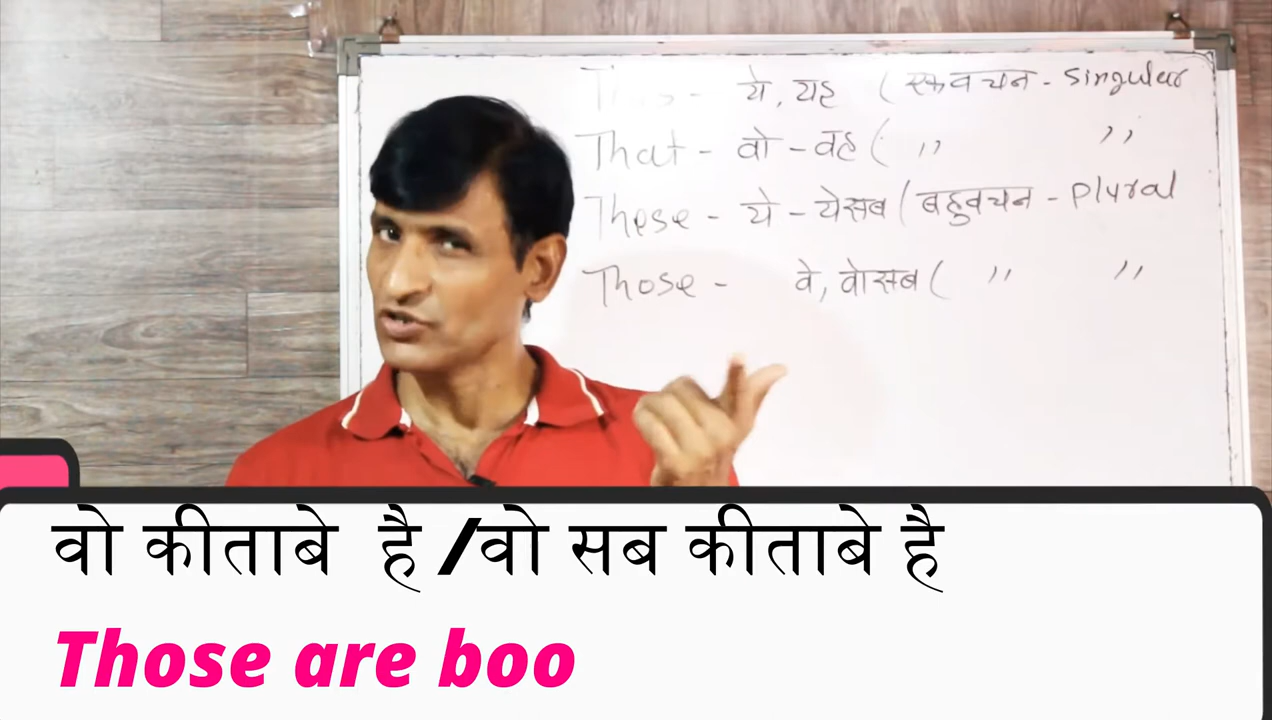 This - ये, यह (एकवचन - Singular
That - वो - वह ( ,, ,,
These - ये - येसब (बहुवचन - Plural
Those - वे, वोसब ( ,, ,,
वो कीताबे है /वो सब कीताबे है
Those are boo